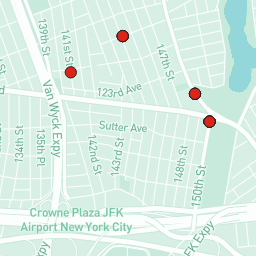 139th St
141st St
147th St
123rd Ave
Van Wyck Expy
Sutter Ave
134th St
135th Pl
142nd St
143rd St
148th St
150th St
Crowne Plaza JFK
Airport New York City
JFK Expy